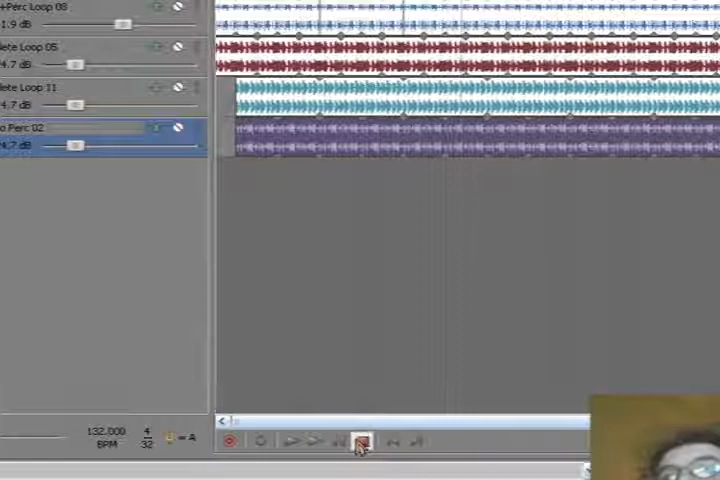 +Perc Loop 08
1.9 dB
lete Loop 05
4.7 dB
lete Loop 11
4.7 dB
o Perc 02
4.7 dB
132.000
BPM
4
32
= A